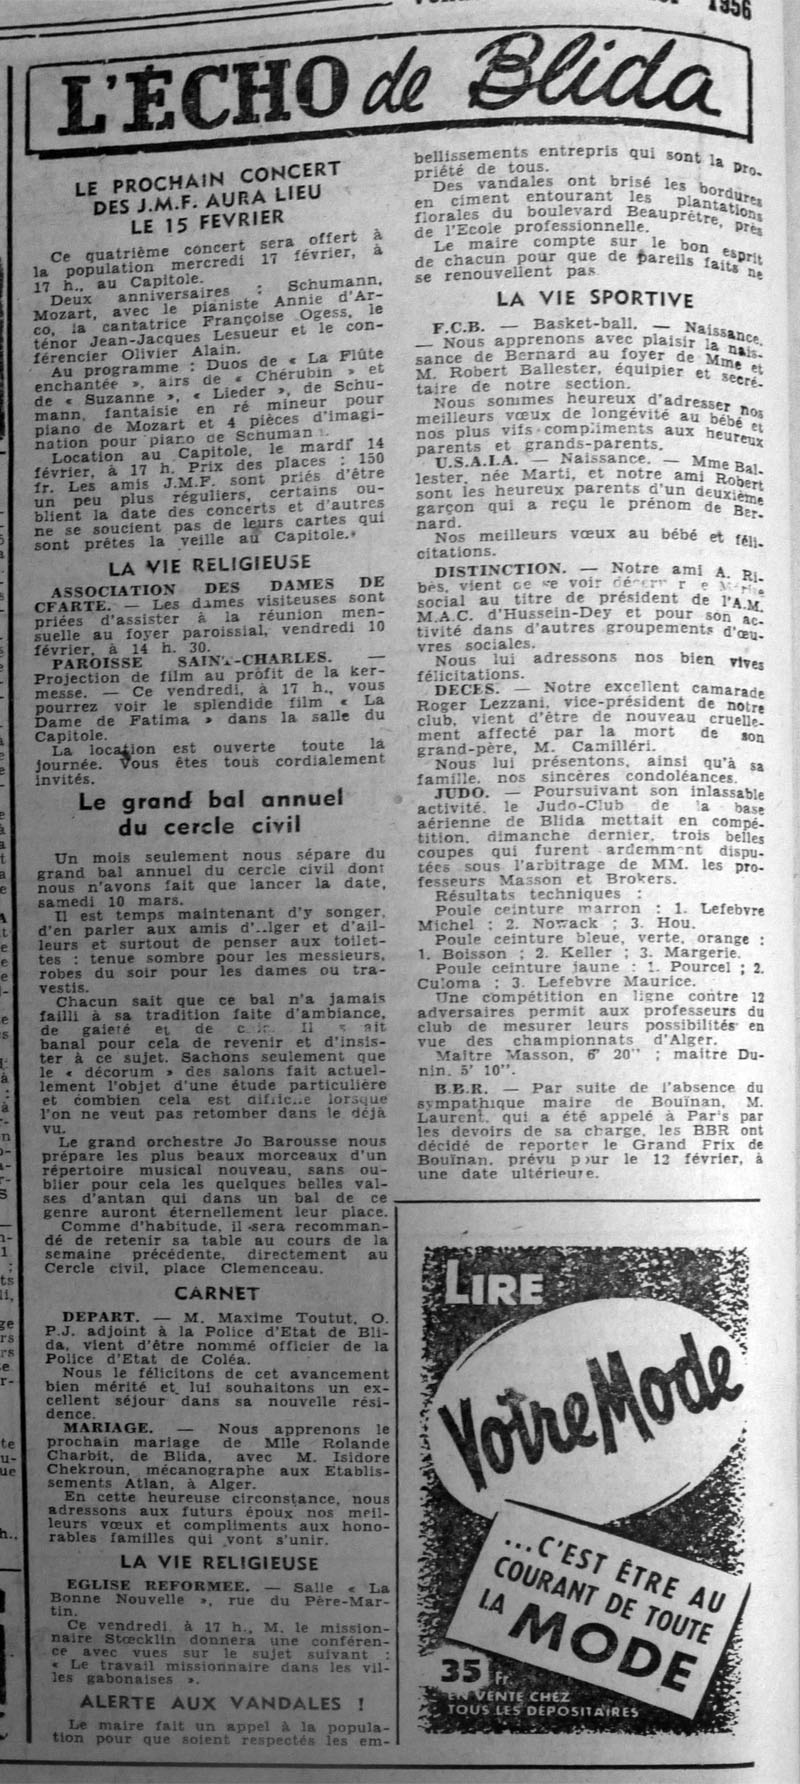 1956
L'ÉCHO de Blida
LE PROCHAIN CONCERT
DES J.M.F. AURA LIEU
LE 15 FEVRIER
Ce quatrième concert sera offert à
la population mercredi 17 février, à
17 h., au Capitole.
Deux anniversaires : Schumann,
Mozart, avec le pianiste Annie d'Ar-
co, la cantatrice Françoise Ogess, le
ténor Jean-Jacques Lesueur et le con-
férencier Olivier Alain.
Au programme : Duos de « La Flûte
enchantée », airs de « Chérubin » et
de « Suzanne », « Lieder », de Schu-
mann, fantaisie en ré mineur pour
piano de Mozart et 4 pièces d'imagi-
nation pour piano de Schuman
Location au Capitole, le mardi 14
février, à 17 h. Prix des places : 150
fr. Les amis J.M.F. sont priés d'être
un peu plus réguliers, certains ou-
blient la date des concerts et d'autres
ne se soucient pas de leurs cartes qui
sont prêtes la veille au Capitole.
LA VIE RELIGIEUSE
ASSOCIATION DES DAMES DE
CFARTE. — Les dames visiteuses sont
priées d'assister à la réunion men-
suelle au foyer paroissial, vendredi 10
février, à 14 h. 30.
PAROISSE SAINT-CHARLES. —
Projection de film au profit de la ker-
messe. — Ce vendredi, à 17 h., vous
pourrez voir le splendide film « La
Dame de Fatima » dans la salle du
Capitole.
La location est ouverte toute la
journée. Vous êtes tous cordialement
invités.
Le grand bal annuel
du cercle civil
Un mois seulement nous sépare du
grand bal annuel du cercle civil dont
nous n'avons fait que lancer la date,
samedi 10 mars.
Il est temps maintenant d'y songer,
d'en parler aux amis d'..lger et d'ail-
leurs et surtout de penser aux toilet-
tes : tenue sombre pour les messieurs,
robes du soir pour les dames ou tra-
vestis.
Chacun sait que ce bal n'a jamais
failli à sa tradition faite d'ambiance,
de gaieté et de
banal pour cela de revenir et d'insis-
ter à ce sujet. Sachons seulement que
le « décorum » des salons fait actuel-
lement l'objet d'une étude particulière
et combien cela est difficile lorsque
l'on ne veut pas retomber dans le déjà
vu.
Le grand orchestre Jo Barousse nous
prépare les plus beaux morceaux d'un
répertoire musical nouveau, sans ou-
blier pour cela les quelques belles val-
ses d'antan qui dans un bal de ce
genre auront éternellement leur place.
Comme d'habitude, il sera recomman-
dé de retenir sa table au cours de la
semaine précédente, directement au
Cercle civil, place Clemenceau.
CARNET
DEPART. — M. Maxime Toutut, O.
P.J. adjoint à la Police d'Etat de Bli-
da, vient d'être nommé officier de la
Police d'Etat de Coléa.
Nous le félicitons de cet avancement
bien mérité et lui souhaitons un ex-
cellent séjour dans sa nouvelle rési-
dence.
MARIAGE. — Nous apprenons le
prochain mariage de Mlle Rolande
Charbit, de Blida, avec M. Isidore
Chekroun, mécanographe aux Etablis-
sements Atlan, à Alger.
En cette heureuse circonstance, nous
adressons aux futurs époux nos meil-
leurs vœux et compliments aux hono-
rables familles qui vont s'unir.
LA VIE RELIGIEUSE
EGLISE REFORMEE. — Salle « La
Bonne Nouvelle », rue du Père-Mar-
tin.
Ce vendredi à 17 h., M. le mission-
naire Stœcklin donnera une conféren-
ce avec vues sur le sujet suivant :
« Le travail missionnaire dans les vil-
les gabonaises ».
ALERTE AUX VANDALES !
Le maire fait un appel à la popula-
tion pour que soient respectés les em-
bellissements entrepris qui sont la pro-
priété de tous.
Des vandales ont brisé les bordures
en ciment entourant les plantations
florales du boulevard Beauprêtre, près
de l'Ecole professionnelle.
Le maire compte sur le bon esprit
de chacun pour que de pareils faits ne
se renouvellent pas
LA VIE SPORTIVE
F.C.B. — Basket-ball. — Naissance.
— Nous apprenons avec plaisir la nais-
sance de Bernard au foyer de Mme et
M. Robert Ballester, équipier et secré-
taire de notre section.
Nous sommes heureux d'adresser nos
meilleurs vœux de longévité au bébé et
nos plus vifs compliments aux heureux
parents et grands-parents.
U.S.A.I.A. — Naissance. — Mme Bal-
lester, née Marti, et notre ami Robert
sont les heureux parents d'un deuxième
garçon qui a reçu le prénom de Ber-
nard.
Nos meilleurs vœux au bébé et féli-
citations.
DISTINCTION. — Notre ami A. Ri-
bès, vient de se voir
social au titre de président de l'A.M.
M.A.C. d'Hussein-Dey et pour son ac-
tivité dans d'autres groupements d'œu-
vres sociales.
Nous lui adressons nos bien vives
félicitations.
DECES. — Notre excellent camarade
Roger Lezzani, vice-président de notre
club, vient d'être de nouveau cruelle-
ment affecté par la mort de son
grand-père, M. Camilléri.
Nous lui présentons, ainsi qu'à sa
famille, nos sincères condoléances.
JUDO. — Poursuivant son inlassable
activité, le Judo-Club de la base
aérienne de Blida mettait en compé-
tition, dimanche dernier, trois belles
coupes qui furent ardemment dispu-
tées sous l'arbitrage de MM. les pro-
fesseurs Masson et Brokers.
Résultats techniques :
Poule ceinture marron : 1. Lefebvre
Michel ; 2. Nowack ; 3. Hou.
Poule ceinture bleue, verte, orange :
1. Boisson ; 2. Keller ; 3. Margerie.
Poule ceinture jaune : 1. Pourcel ; 2.
Culoma ; 3. Lefebvre Maurice.
Une compétition en ligne contre 12
adversaires permit aux professeurs du
club de mesurer leurs possibilités en
vue des championnats d'Alger.
Maître Masson, 6' 20" ; maître Du-
nin. 5' 10".
B.E.R. — Par suite de l'absence du
sympathique maire de Bouïnan, M.
Laurent, qui a été appelé à Par's par
les devoirs de sa charge, les BBR ont
décidé de reporter le Grand Prix de
Bouïnan, prévu pour le 12 février, à
une date ultérieure.
LIRE
Votre Mode
...C'EST ÊTRE AU
COURANT DE TOUTE
LA MODE
35 Fr.
EN VENTE CHEZ
TOUS LES DÉPOSITAIRES